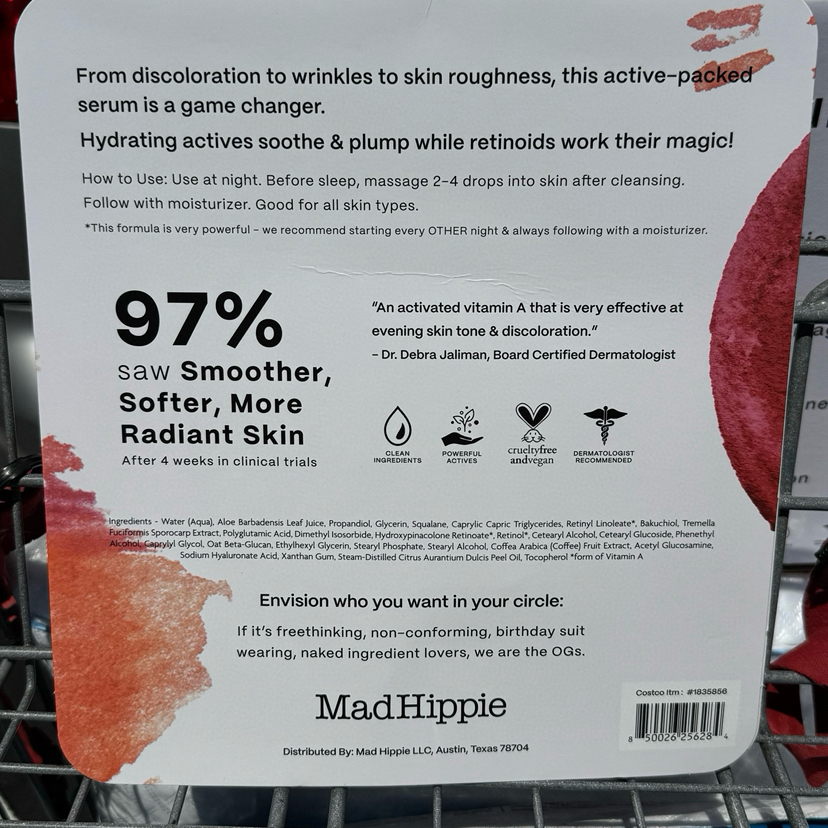 From discoloration to wrinkles to skin roughness, this active–packed
serum is a game changer.
Hydrating actives soothe & plump while retinoids work their magic!
How to Use: Use at night. Before sleep, massage 2–4 drops into skin after cleansing.
Follow with moisturizer. Good for all skin types.
*This formula is very powerful – we recommend starting every OTHER night & always following with a moisturizer.
97%
saw Smoother,
Softer, More
Radiant Skin
After 4 weeks in clinical trials
“An activated vitamin A that is very effective at
evening skin tone & discoloration.”
– Dr. Debra Jaliman, Board Certified Dermatologist
CLEAN
INGREDIENTS
POWERFUL
ACTIVES
crueltyfree
andvegan
DERMATOLOGIST
RECOMMENDED
Ingredients - Water (Aqua), Aloe Barbadensis Leaf Juice, Propandiol, Glycerin, Squalane, Caprylic Capric Triglycerides, Retinyl Linoleate*, Bakuchiol, Tremella
Fuciformis Sporocarp Extract, Polyglutamic Acid, Dimethyl Isosorbide, Hydroxypinacolone Retinoate*, Retinol*, Cetearyl Alcohol, Cetearyl Glucoside, Phenethyl
Alcohol, Caprylyl Glycol, Oat Beta-Glucan, Ethylhexyl Glycerin, Stearyl Phosphate, Stearyl Alcohol, Coffea Arabica (Coffee) Fruit Extract, Acetyl Glucosamine,
Sodium Hyaluronate Acid, Xanthan Gum, Steam-Distilled Citrus Aurantium Dulcis Peel Oil, Tocopherol *form of Vitamin A
Envision who you want in your circle:
If it’s freethinking, non–conforming, birthday suit
wearing, naked ingredient lovers, we are the OGs.
MadHippie
Distributed By: Mad Hippie LLC, Austin, Texas 78704
Costco Itm : #1835856
8 50026 25628 4